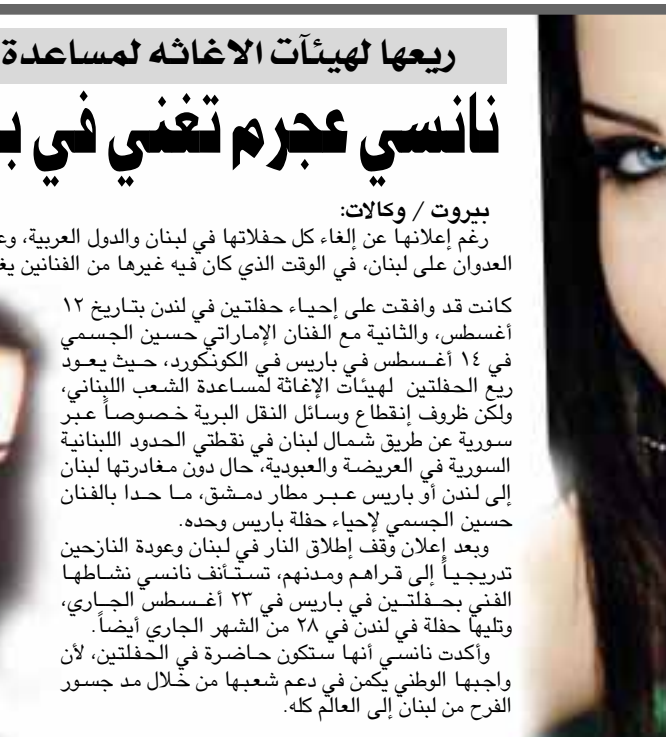 ريعها لهيئآت الاغاثه لمساعدة
نانسي عجرم تغني في
بيروت / وكالات:
رغم إعلانها عن إلغاء كل حفلاتها في لبنان والدول العربية،
العدوان على لبنان، في الوقت الذي كان فيه غيرها من الفنانين
كانت قد وافقت على إحياء حفلتين في لندن بتاريخ ١٢
أغسطس، والثانية مع الفنان الإماراتي حسين الجسمي
في ١٤ أغسطس في باريس في الكونكورد، حيث يعود
ريع الحفلتين لهيئات الإغاثة لمساعدة الشعب اللبناني،
ولكن ظروف إنقطاع وسائل النقل البرية خصوصاً عبر
سورية عن طريق شمال لبنان في نقطتي الحدود اللبنانية
السورية في العريضة والعبودية، حال دون مغادرتها لبنان
إلى لندن أو باريس عبر مطار دمشق، ما حدا بالفنان
حسين الجسمي لإحياء حفلة باريس وحده.
وبعد إعلان وقف إطلاق النار في لبنان وعودة النازحين
تدريجياً إلى قراهم ومدنهم، تستأنف نانسي نشاطها
الفني بحفلتين في باريس في ٢٣ أغسطس الجاري،
وتليها حفلة في لندن في ٢٨ من الشهر الجاري أيضاً.
وأكدت نانسي أنها ستكون حاضرة في الحفلتين، لأن
واجبها الوطني يكمن في دعم شعبها من خلال مد جسور
الفرح من لبنان إلى العالم كله.